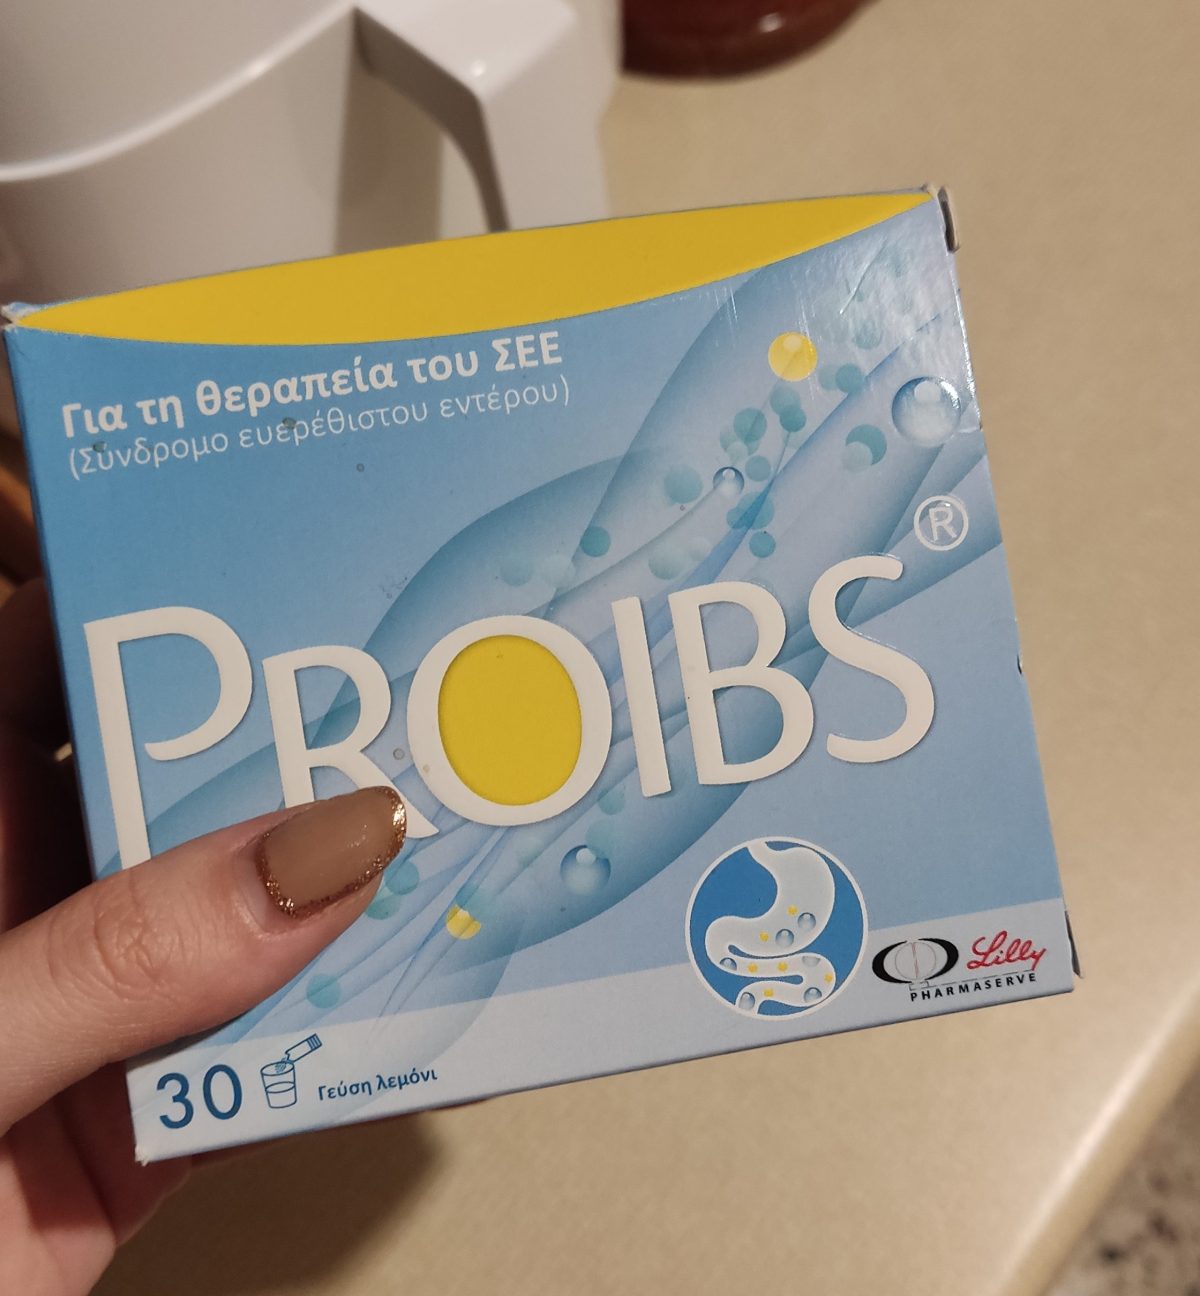 Για τη θεραπεία του ΣΕΕ
(Σύνδρομο ευερέθιστου εντέρου)
PROIBS®
Lilly
PHARMASERVE
30
Γεύση λεμόνι